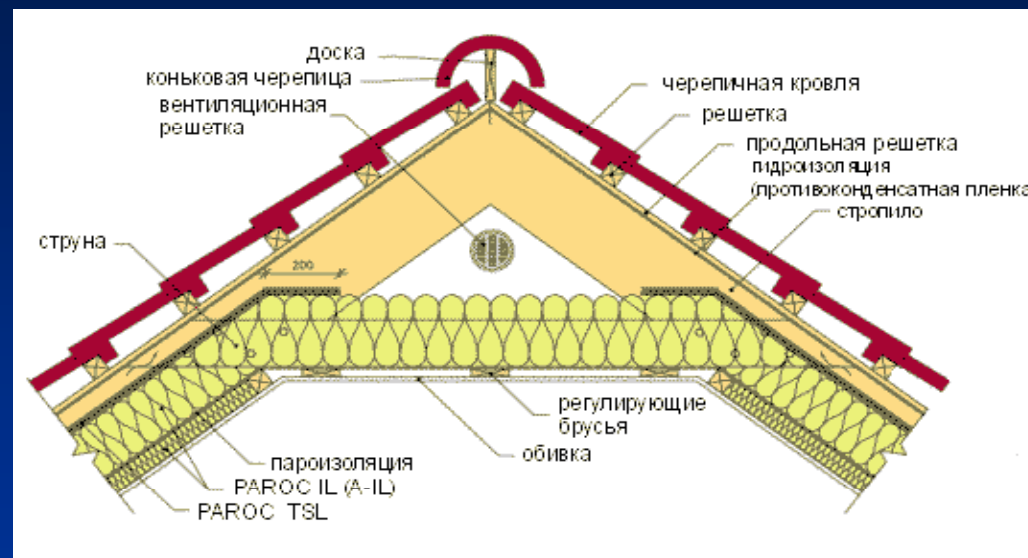 доска
коньковая черепица
вентиляционная
решетка
черепичная кровля
решетка
продольная решетка
гидроизоляция
(противоконденсатная пленка
стропило
струна
200
регулирующие
брусья
обивка
пароизоляция
PAROC IL (A-IL)
PAROC TSL